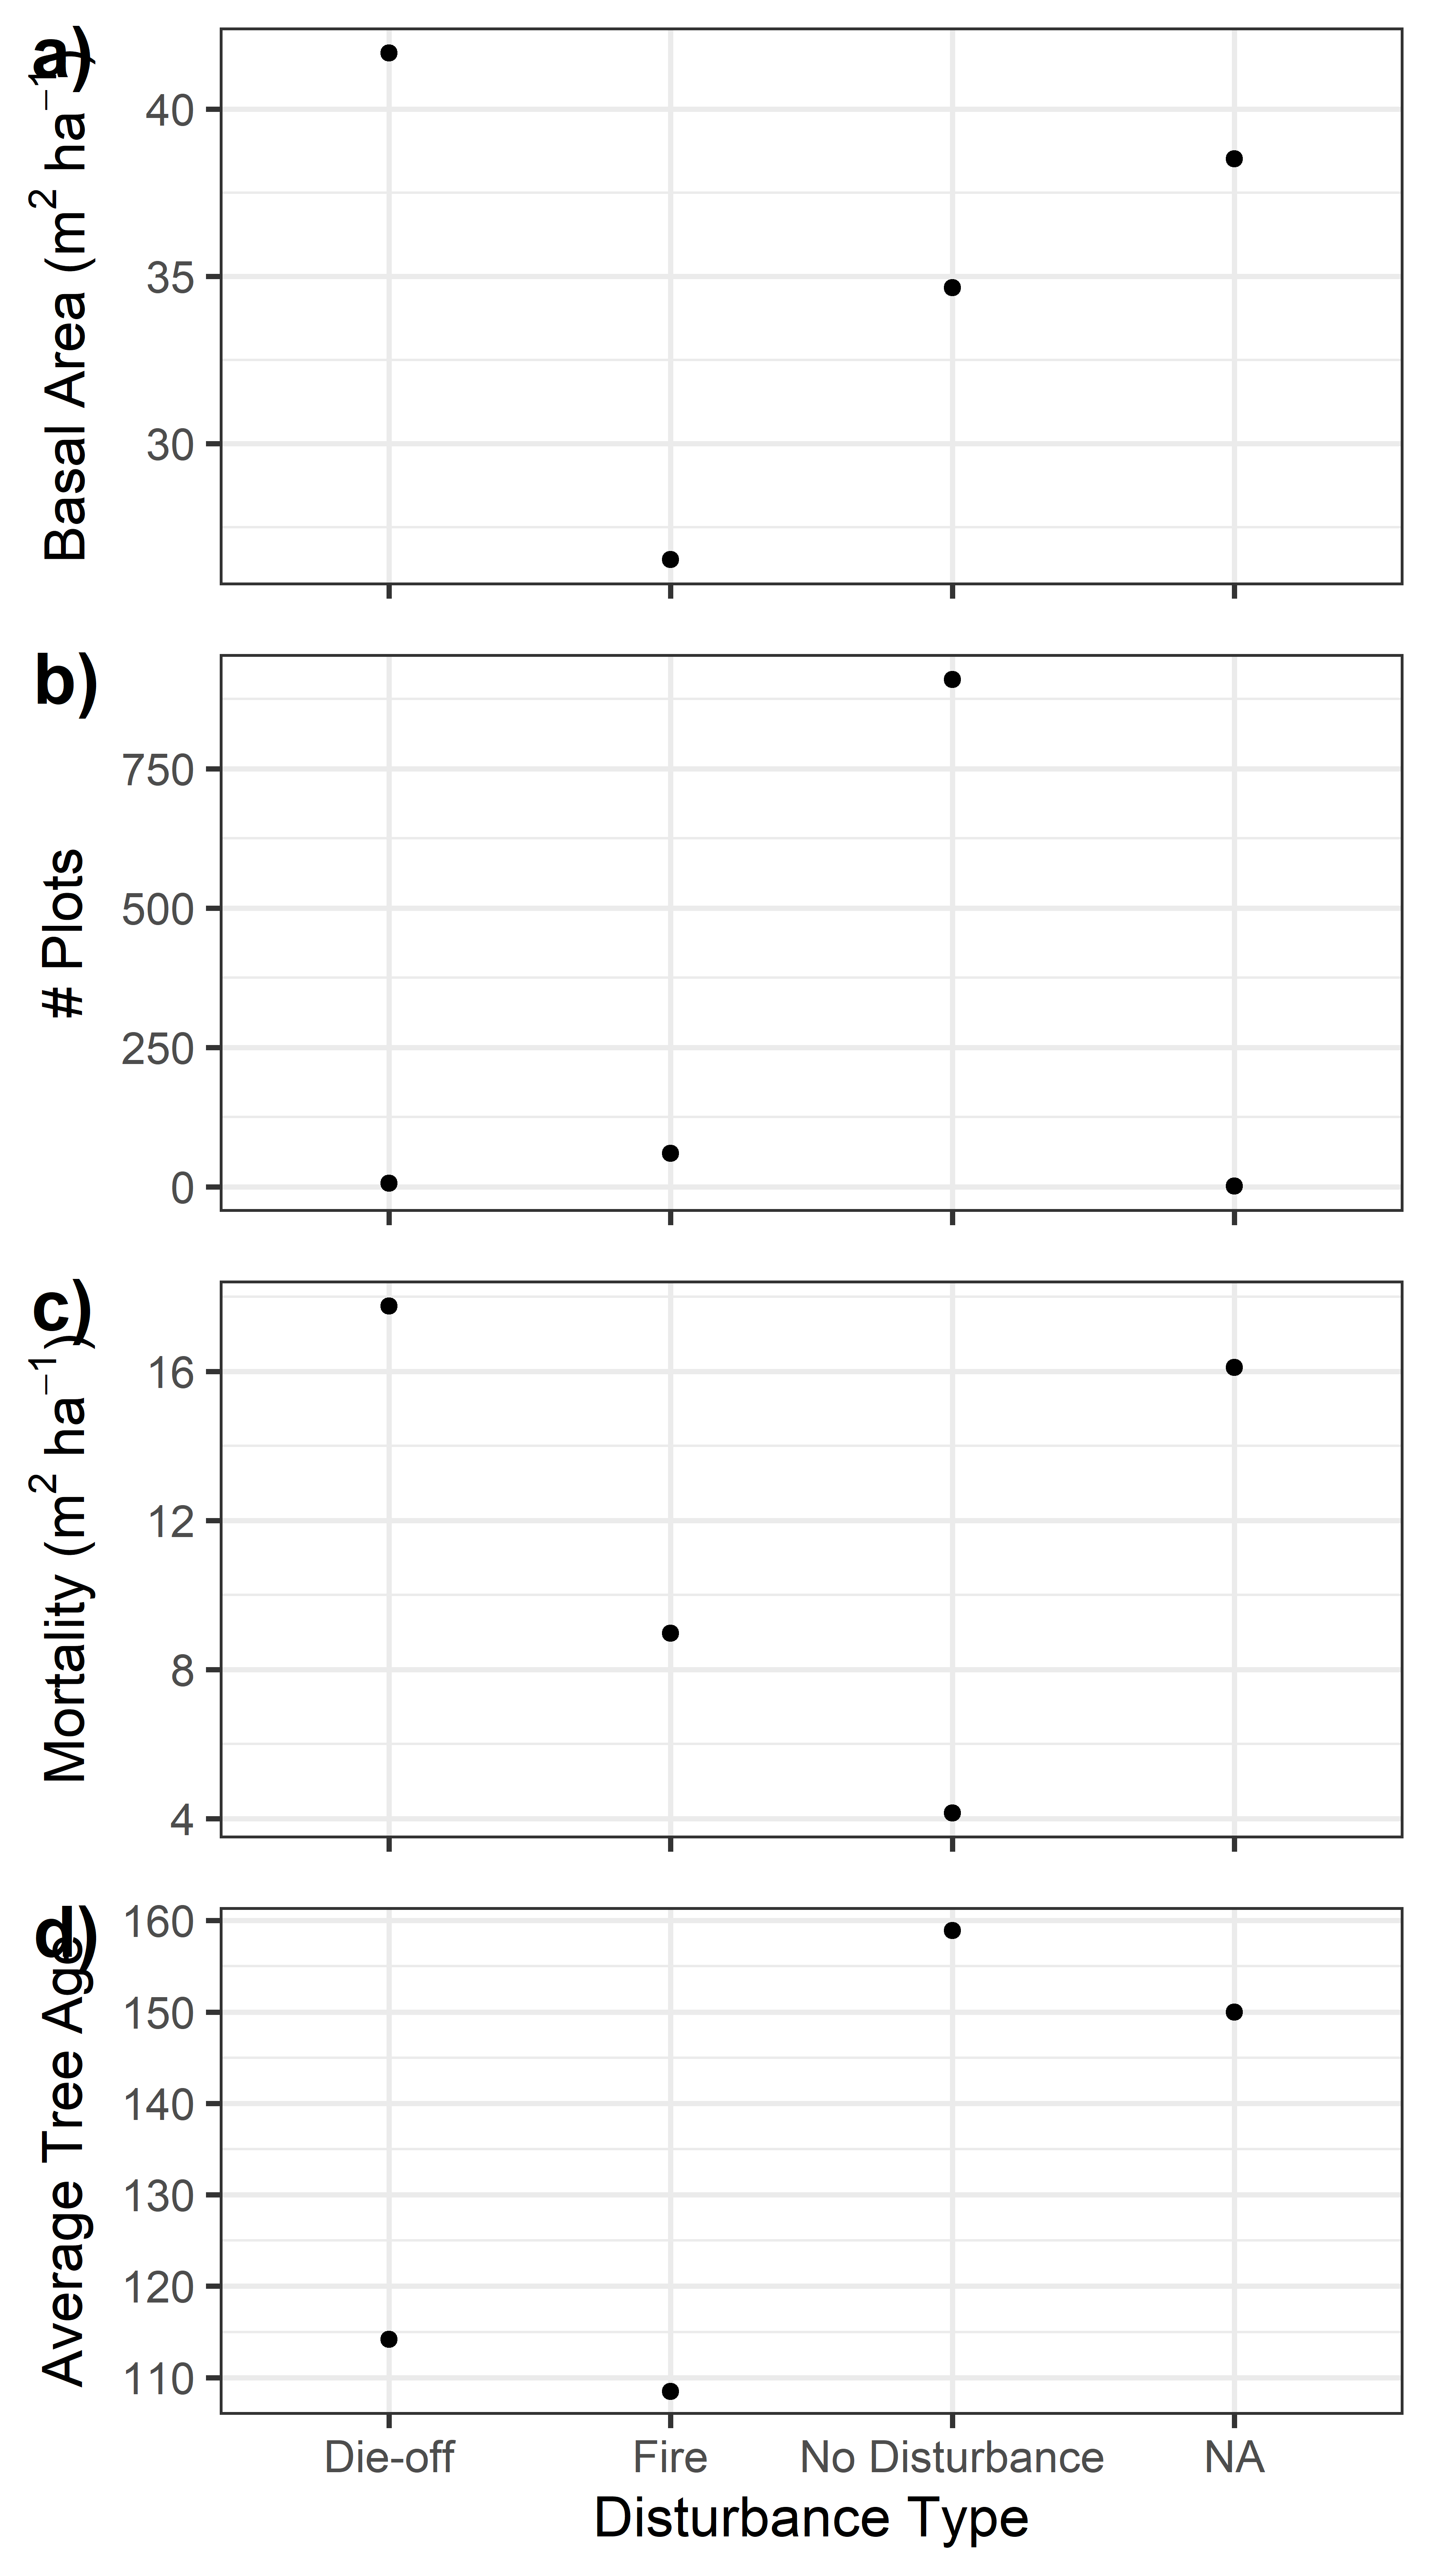 a)
Basal Area (m² ha⁻¹)
40
35
30
b)
# Plots
750
500
250
0
c)
Mortality (m² ha⁻¹)
16
12
8
4
d)
Average Tree Age
160
150
140
130
120
110
Die-off Fire No Disturbance NA
Disturbance Type